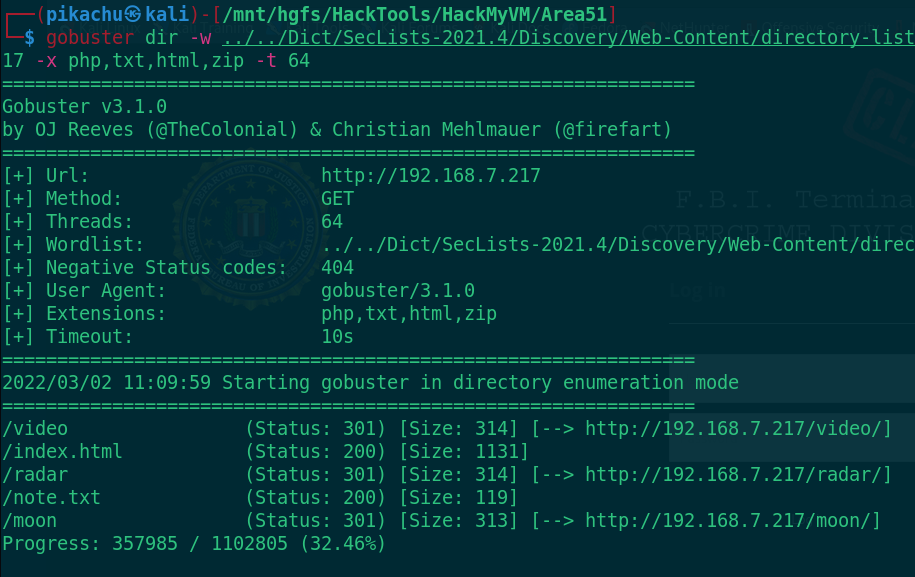 (pikachu㉿kali)-[/mnt/hgfs/HackTools/HackMyVM/Area51]
$ gobuster dir -w ../../Dict/SecLists-2021.4/Discovery/Web-Content/directory-list
17 -x php,txt,html,zip -t 64
===============================================================
Gobuster v3.1.0
by OJ Reeves (@TheColonial) & Christian Mehlmauer (@firefart)
===============================================================
[+] Url:                     http://192.168.7.217
[+] Method:                  GET
[+] Threads:                 64
[+] Wordlist:                ../../Dict/SecLists-2021.4/Discovery/Web-Content/direc
[+] Negative Status codes:   404
[+] User Agent:              gobuster/3.1.0
[+] Extensions:              php,txt,html,zip
[+] Timeout:                 10s
===============================================================
2022/03/02 11:09:59 Starting gobuster in directory enumeration mode
===============================================================
/video                (Status: 301) [Size: 314] [--> http://192.168.7.217/video/]
/index.html           (Status: 200) [Size: 1131]
/radar                (Status: 301) [Size: 314] [--> http://192.168.7.217/radar/]
/note.txt             (Status: 200) [Size: 119]
/moon                 (Status: 301) [Size: 313] [--> http://192.168.7.217/moon/]
Progress: 357985 / 1102805 (32.46%)
F.B.I. Termina
CYBERCRIME DIVIS
Log in